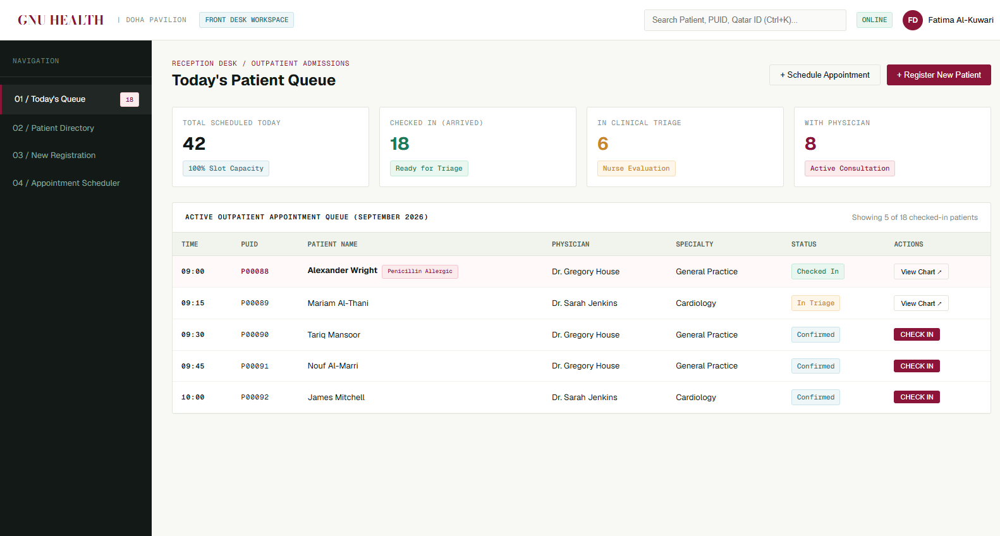 GNU HEALTH | DOHA PAVILION FRONT DESK WORKSPACE Search Patient, PUID, Qatar ID (Ctrl+K)... ONLINE FD Fatima Al-Kuwari
NAVIGATION
01 / Today's Queue 18
02 / Patient Directory
03 / New Registration
04 / Appointment Scheduler
RECEPTION DESK / OUTPATIENT ADMISSIONS
Today's Patient Queue
+ Schedule Appointment + Register New Patient
TOTAL SCHEDULED TODAY
42
100% Slot Capacity
CHECKED IN (ARRIVED)
18
Ready for Triage
IN CLINICAL TRIAGE
6
Nurse Evaluation
WITH PHYSICIAN
8
Active Consultation
ACTIVE OUTPATIENT APPOINTMENT QUEUE (SEPTEMBER 2026) Showing 5 of 18 checked-in patients
TIME PUID PATIENT NAME PHYSICIAN SPECIALTY STATUS ACTIONS
09:00 P00088 Alexander Wright Penicillin Allergic Dr. Gregory House General Practice Checked In View Chart ↗
09:15 P00089 Mariam Al-Thani Dr. Sarah Jenkins Cardiology In Triage View Chart ↗
09:30 P00090 Tariq Mansoor Dr. Gregory House General Practice Confirmed CHECK IN
09:45 P00091 Nouf Al-Marri Dr. Gregory House General Practice Confirmed CHECK IN
10:00 P00092 James Mitchell Dr. Sarah Jenkins Cardiology Confirmed CHECK IN